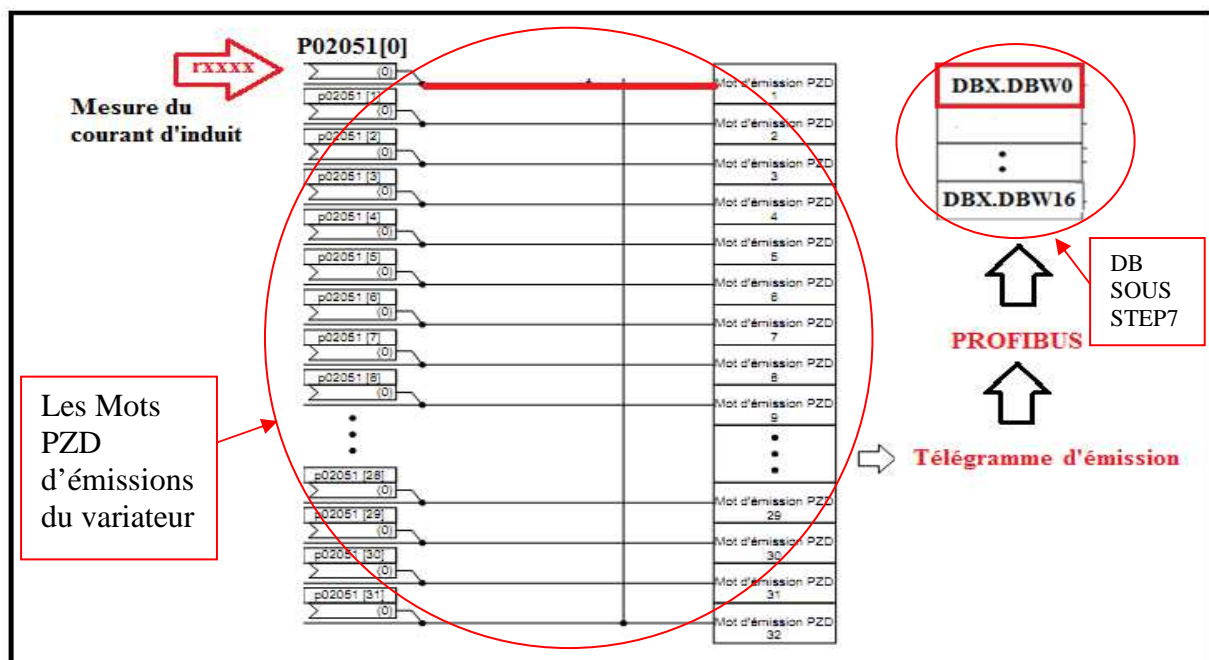 P02051[0]
rxxxx
Mesure du
courant d'induit
(0)
p02051 [1]
(0)
p02051 [2]
(0)
p02051 [3]
(0)
p02051 [4]
(0)
p02051 [5]
(0)
p02051 [6]
(0)
p02051 [7]
(0)
p02051 [8]
(0)
p02051 [28]
(0)
p02051 [29]
(0)
p02051 [30]
(0)
p02051 [31]
(0)
Mot d'émission PZD
1
Mot d'émission PZD
2
Mot d'émission PZD
3
Mot d'émission PZD
4
Mot d'émission PZD
5
Mot d'émission PZD
6
Mot d'émission PZD
7
Mot d'émission PZD
8
Mot d'émission PZD
9
Mot d'émission PZD
29
Mot d'émission PZD
30
Mot d'émission PZD
31
Mot d'émission PZD
32
Les Mots
PZD
d'émissions
du variateur
DBX.DBW0
DBX.DBW16
DB
SOUS
STEP7
PROFIBUS
Télégramme d'émission